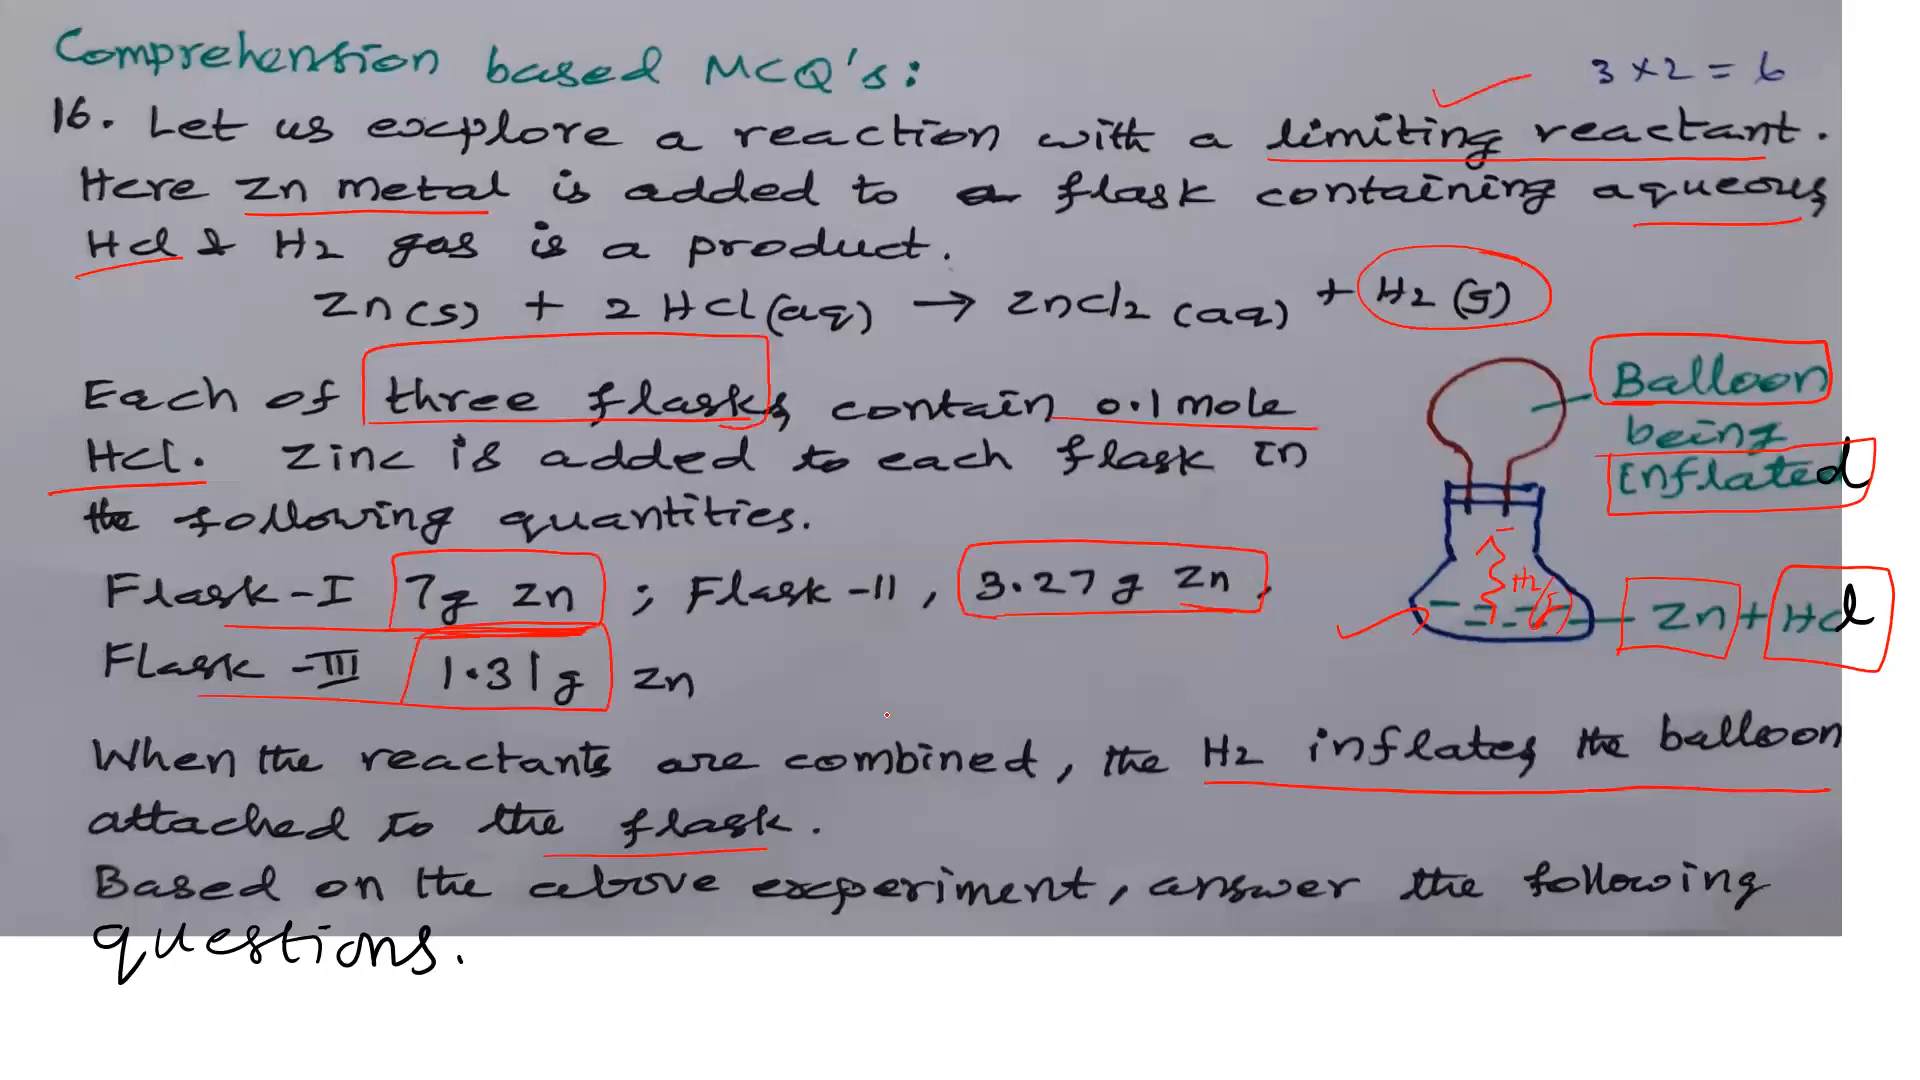 Comprehension based MCQ's: 3 × 2 = 6
16. Let us explore a reaction with a limiting reactant.
Here Zn metal is added to a flask containing aqueous
HCl & H2 gas is a product.
Zn(s) + 2 HCl(aq) → ZnCl2 (aq) + H2 (g)
Each of three flasks contain 0.1 mole
HCl. Zinc is added to each flask in
the following quantities.
Flask-I 7g Zn ; Flask-II, 3.27g Zn,
Flask-III 1.31g Zn
Balloon
being
inflated
H2
Zn + HCl
When the reactants are combined, the H2 inflates the balloon
attached to the flask.
Based on the above experiment, answer the following
questions.